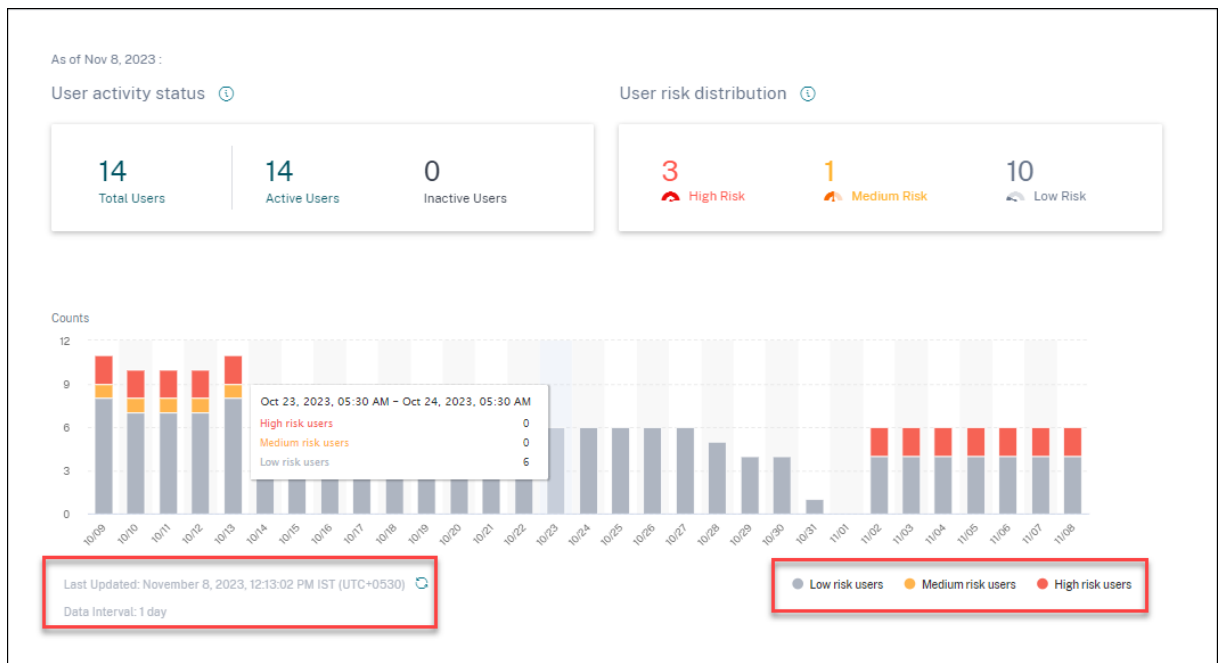 As of Nov 8, 2023 :
User activity status
User risk distribution
14
Total Users
14
Active Users
0
Inactive Users
3
High Risk
1
Medium Risk
10
Low Risk
Counts
12
9
6
3
0
Oct 23, 2023, 05:30 AM – Oct 24, 2023, 05:30 AM
High risk users 0
Medium risk users 0
Low risk users 6
10/09 10/10 10/11 10/12 10/13 10/14 10/15 10/16 10/17 10/18 10/19 10/20 10/21 10/22 10/23 10/24 10/25 10/26 10/27 10/28 10/29 10/30 10/31 11/01 11/02 11/03 11/04 11/05 11/06 11/07 11/08
Last Updated: November 8, 2023, 12:13:02 PM IST (UTC+0530)
Data Interval: 1 day
Low risk users Medium risk users High risk users